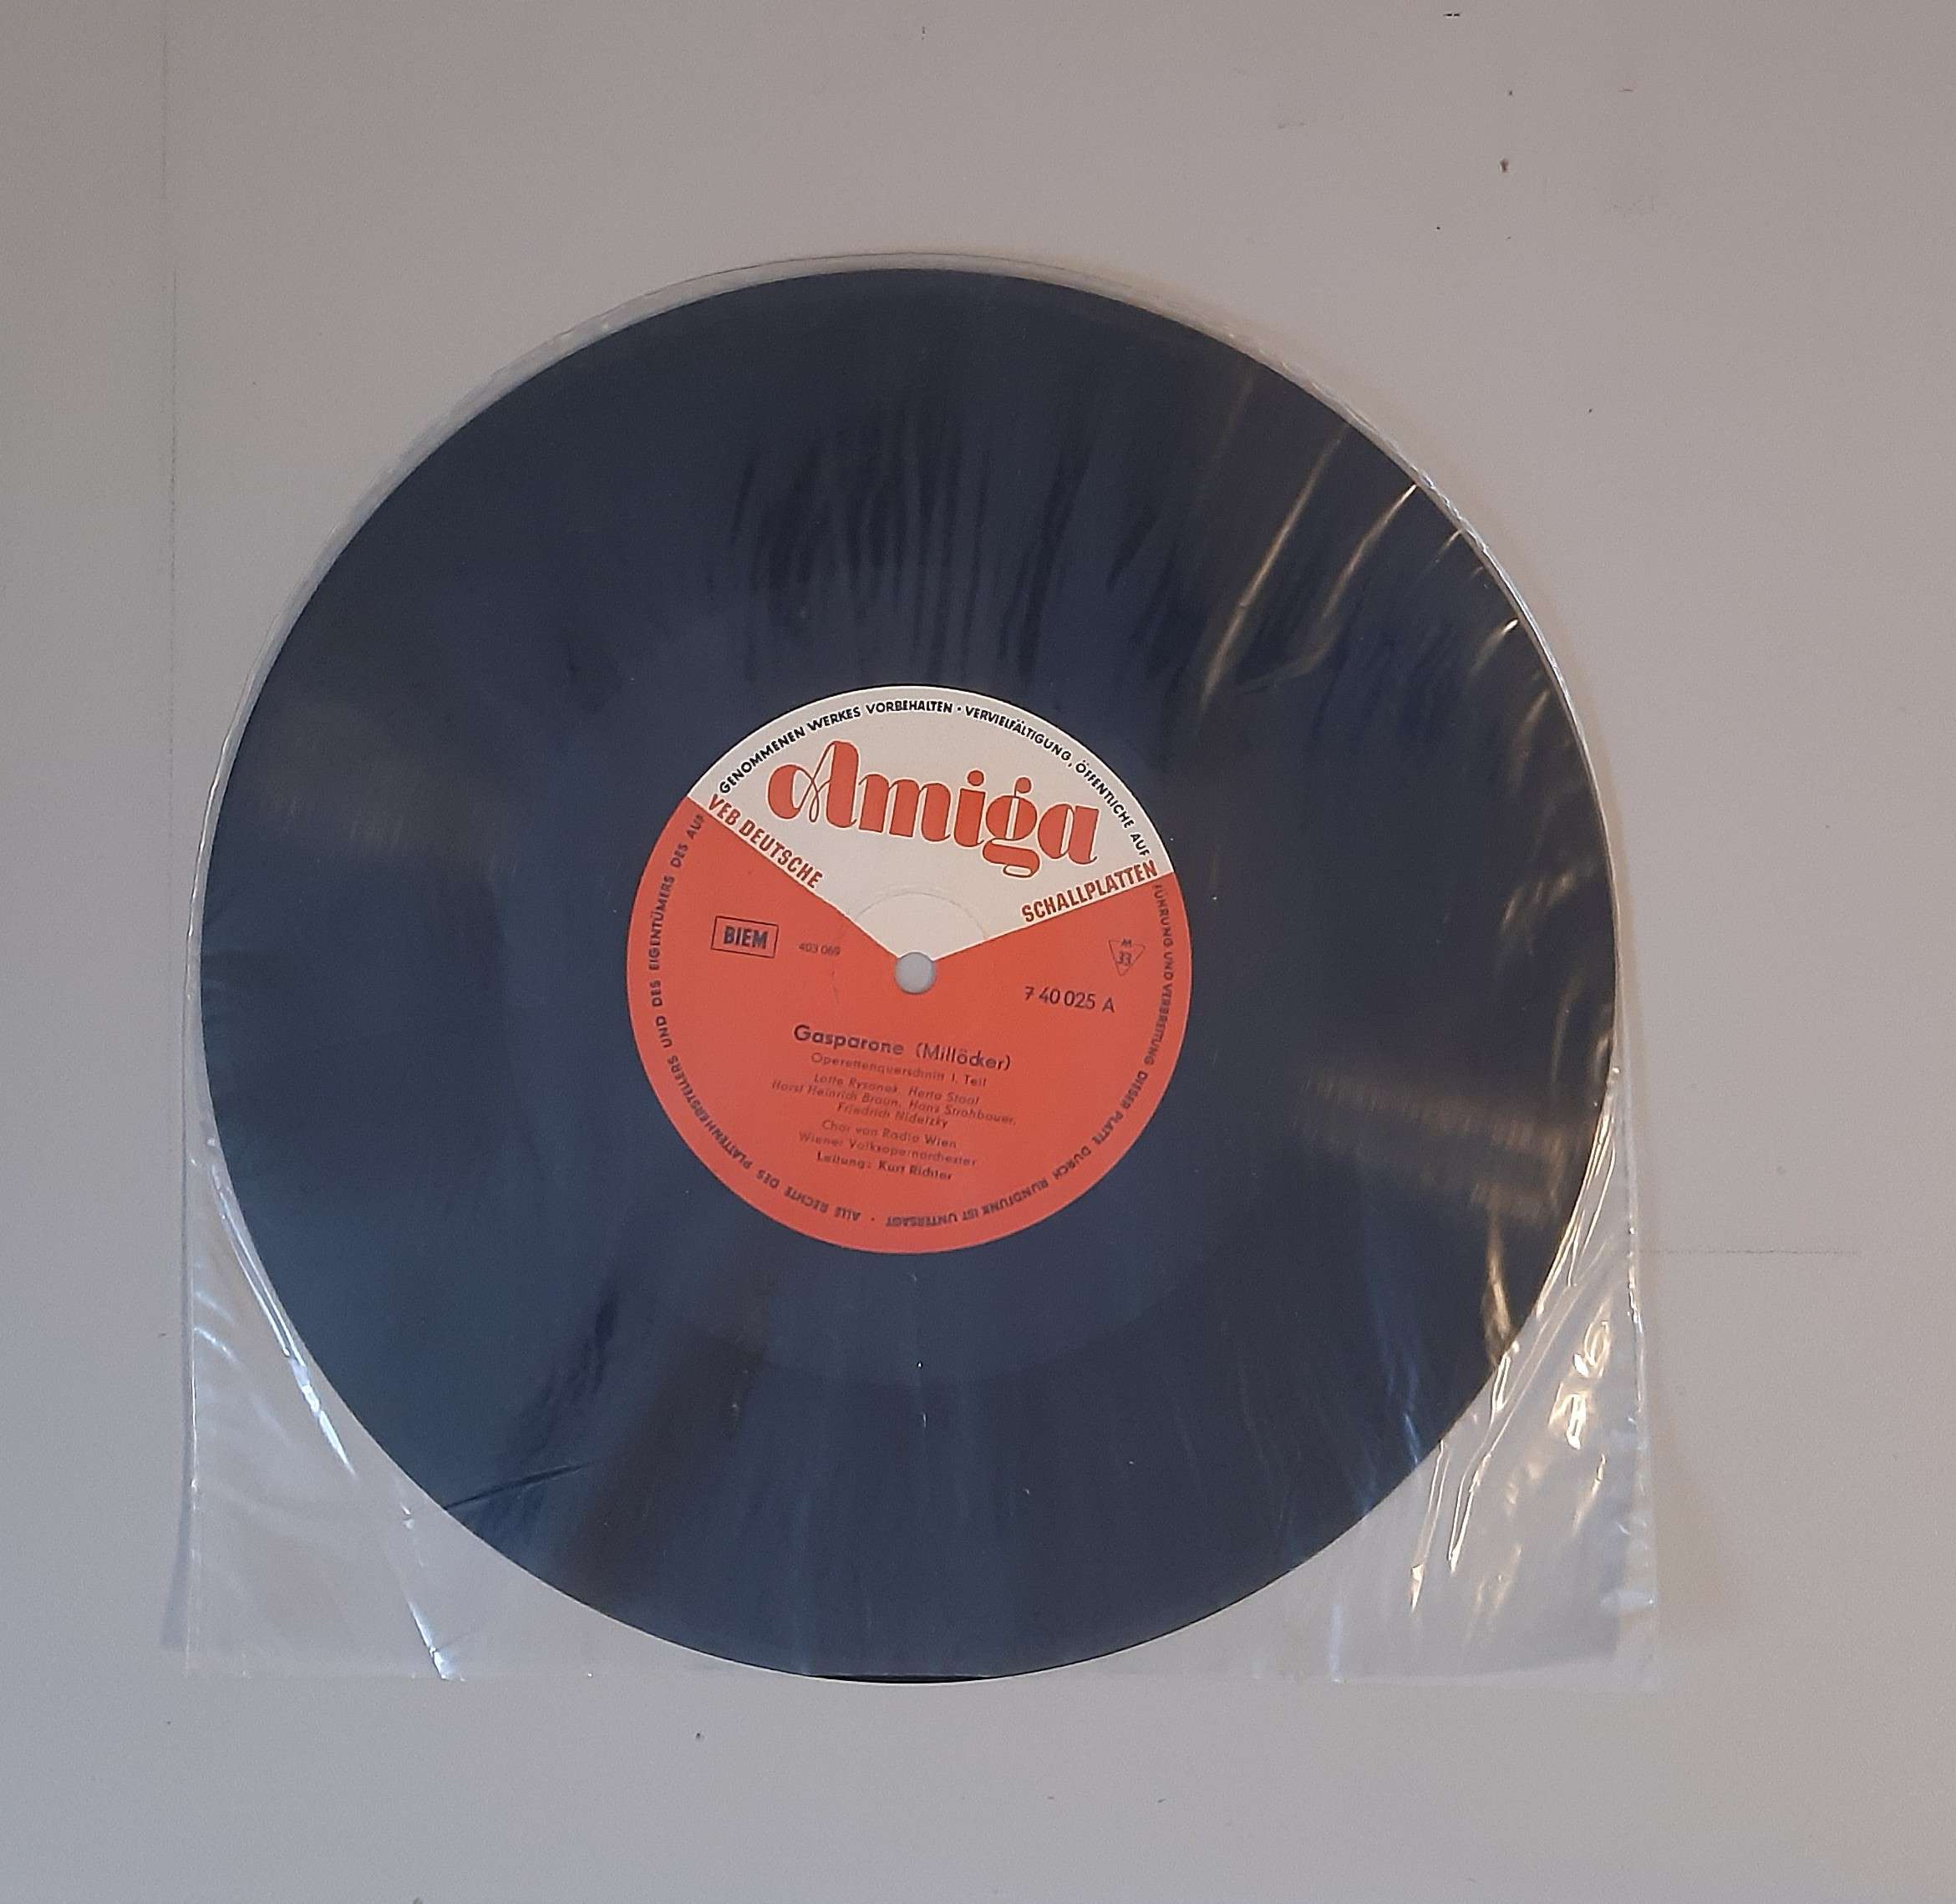 GENOMMENEN WERKES VORBEHALTEN · VERVIELFÄLTIGUNG, ÖFFENTLICHE AUF
FÜHRUNG UND VERBREITUNG DIESER PLATTE DURCH RUNDFUNK IST UNTERSAGT · ALLE RECHTE DES PLATTENHERSTELLERS UND DES EIGENTÜMERS DES AUF
Amiga
VEB DEUTSCHE
SCHALLPLATTEN
BIEM
403 069
M
33
7 40 025 A
Gasparone (Millöcker)
Operettenquerschnitt 1. Teil
Lotte Rysanek, Herta Staal
Horst Heinrich Braun, Hans Strohbauer,
Friedrich Nidetzky
Chor von Radio Wien
Wiener Volksopernorchester
Leitung: Kurt Richter